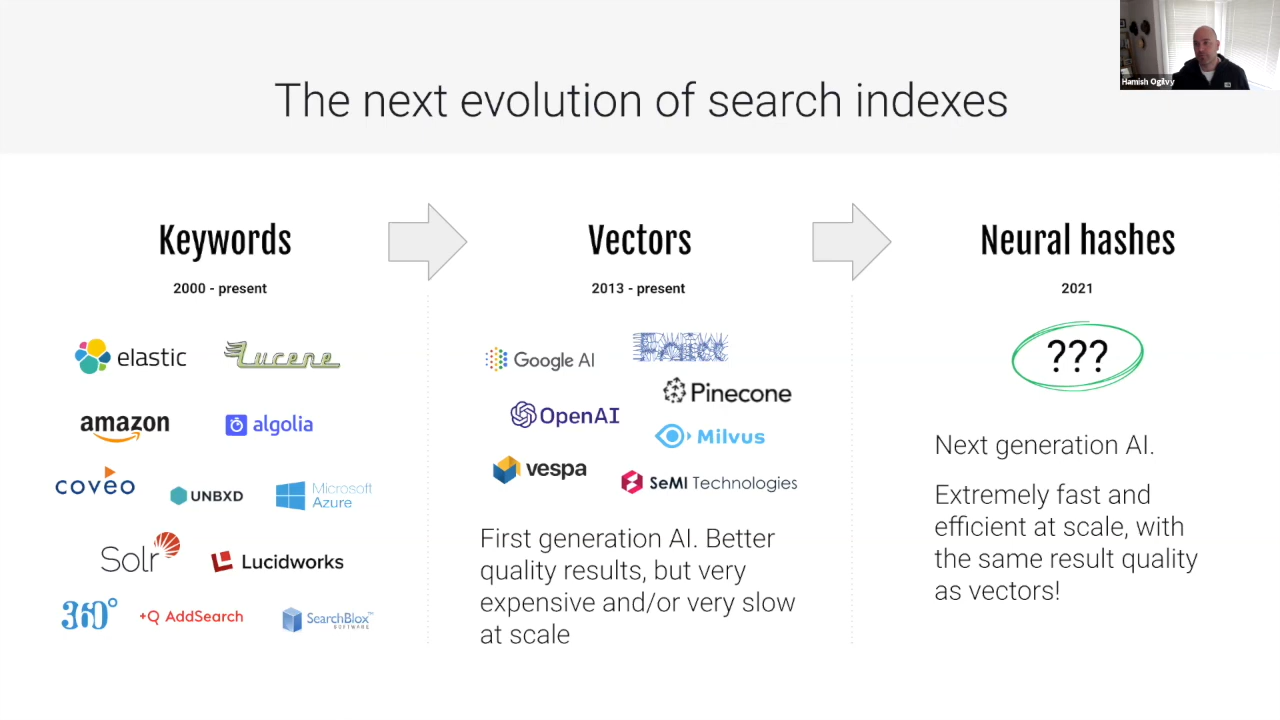 The next evolution of search indexes
Hamish Ogilvy
Keywords
2000 - present
elastic
Lucene
amazon
algolia
coveo
UNBXD
Microsoft
Azure
Solr
Lucidworks
360°
+Q AddSearch
SearchBlox™
SOFTWARE
Vectors
2013 - present
Google AI
Faiss
Pinecone
OpenAI
Milvus
vespa
SeMI Technologies
First generation AI. Better
quality results, but very
expensive and/or very slow
at scale
Neural hashes
2021
???
Next generation AI.
Extremely fast and
efficient at scale, with
the same result quality
as vectors!